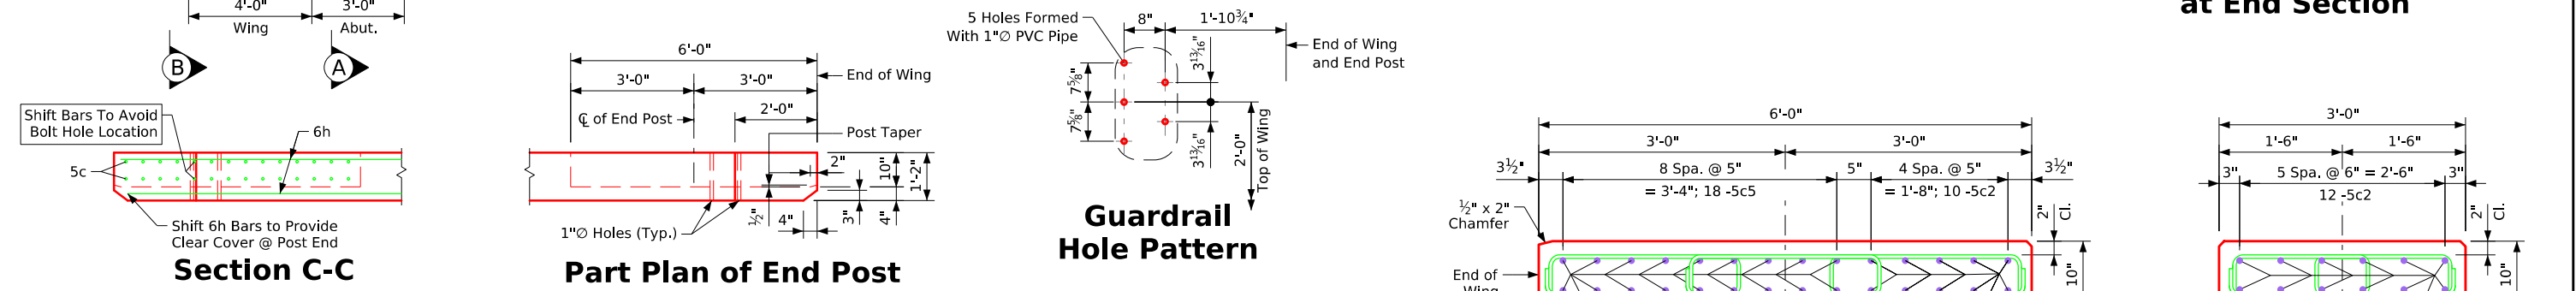 4'-0"
3'-0"
Wing
Abut.
B
A
Shift Bars To Avoid
Bolt Hole Location
6h
5c
Shift 6h Bars to Provide
Clear Cover @ Post End
Section C-C
6'-0"
End of Wing
3'-0"
3'-0"
2'-0"
℄ of End Post
Post Taper
2"
10"
1'-2"
½"
4"
3"
4"
1"∅ Holes (Typ.)
Part Plan of End Post
5 Holes Formed
With 1"∅ PVC Pipe
8"
1'-10¾"
End of Wing
and End Post
3¹³⁄₁₆"
7⅝"
7⅝"
3¹³⁄₁₆"
2'-0"
Top of Wing
Guardrail
Hole Pattern
6'-0"
3'-0"
3'-0"
3½"
8 Spa. @ 5"
= 3'-4"; 18 -5c5
5"
4 Spa. @ 5"
= 1'-8"; 10 -5c2
3½"
½" x 2"
Chamfer
2"
Cl.
10"
End of
Wing
at End Section
3'-0"
1'-6"
1'-6"
3"
5 Spa. @ 6" = 2'-6"
12 -5c2
3"
2"
Cl.
10"